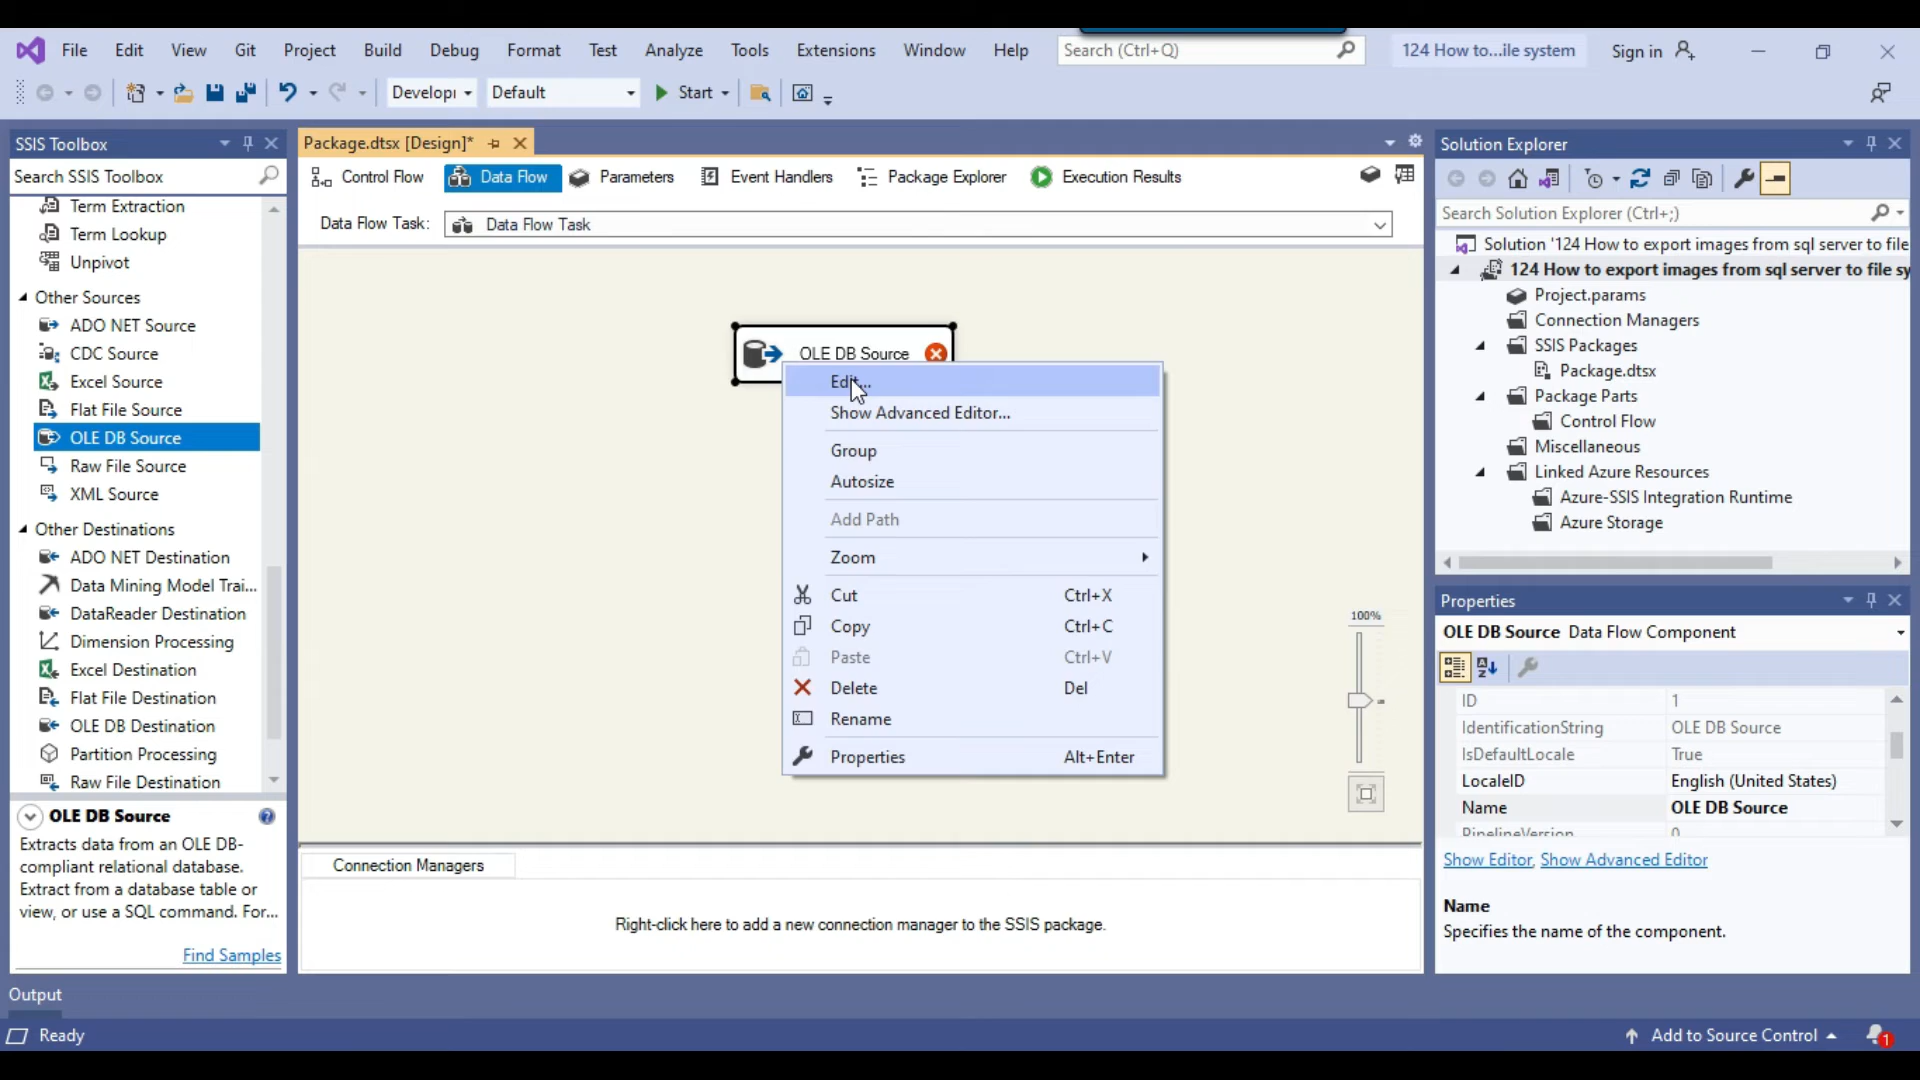 File Edit View Git Project Build Debug Format Test Analyze Tools Extensions Window Help Search (Ctrl+Q) 124 How to...ile system Sign in
Developı Default Start
SSIS Toolbox
Search SSIS Toolbox
Term Extraction
Term Lookup
Unpivot
Other Sources
ADO NET Source
CDC Source
Excel Source
Flat File Source
OLE DB Source
Raw File Source
XML Source
Other Destinations
ADO NET Destination
Data Mining Model Trai...
DataReader Destination
Dimension Processing
Excel Destination
Flat File Destination
OLE DB Destination
Partition Processing
Raw File Destination
OLE DB Source
Extracts data from an OLE DB-
compliant relational database.
Extract from a database table or
view, or use a SQL command. For...
Find Samples
Package.dtsx [Design]*
Control Flow Data Flow Parameters Event Handlers Package Explorer Execution Results
Data Flow Task: Data Flow Task
OLE DB Source
Edit...
Show Advanced Editor...
Group
Autosize
Add Path
Zoom
Cut Ctrl+X
Copy Ctrl+C
Paste Ctrl+V
Delete Del
Rename
Properties Alt+Enter
100%
Connection Managers
Right-click here to add a new connection manager to the SSIS package.
Solution Explorer
Search Solution Explorer (Ctrl+;)
Solution '124 How to export images from sql server to file
124 How to export images from sql server to file sy
Project.params
Connection Managers
SSIS Packages
Package.dtsx
Package Parts
Control Flow
Miscellaneous
Linked Azure Resources
Azure-SSIS Integration Runtime
Azure Storage
Properties
OLE DB Source Data Flow Component
ID 1
IdentificationString OLE DB Source
IsDefaultLocale True
LocaleID English (United States)
Name OLE DB Source
PipelineVersion 0
Show Editor, Show Advanced Editor
Name
Specifies the name of the component.
Output
Ready
Add to Source Control 1